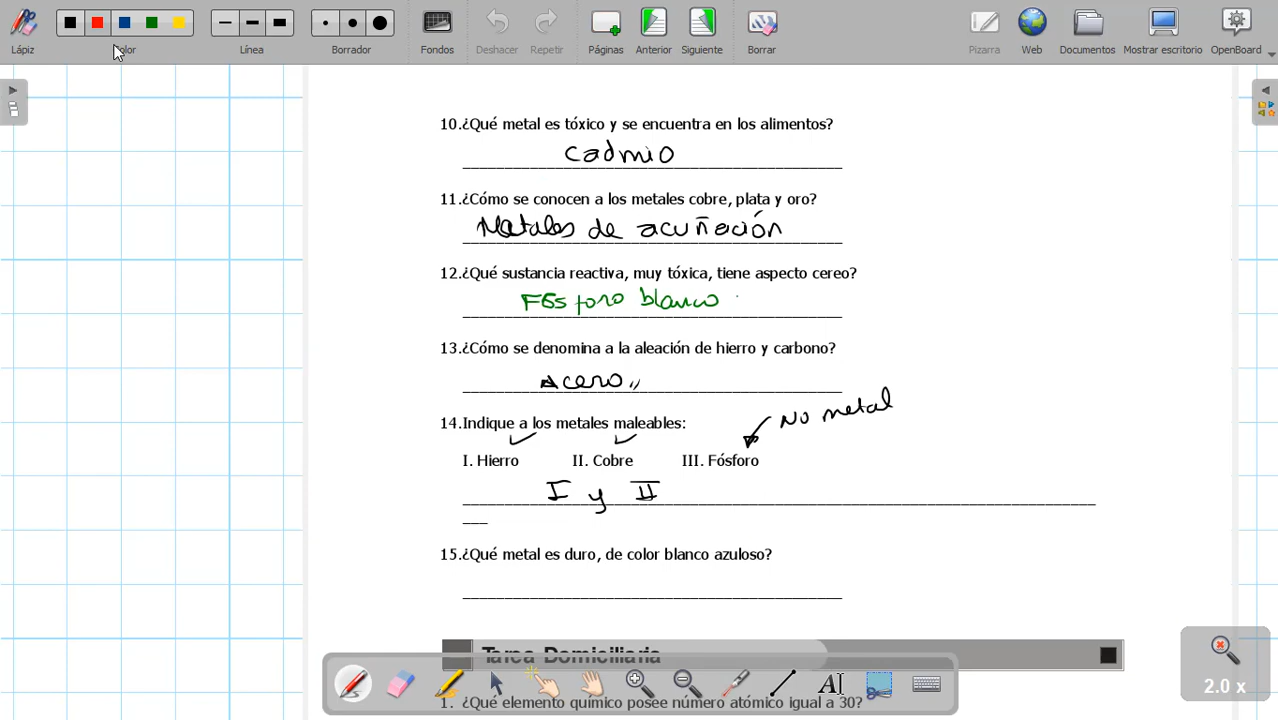 Lápiz Color Línea Borrador Fondos Deshacer Repetir Páginas Anterior Siguiente Borrar Pizarra Web Documentos Mostrar escritorio OpenBoard
10.¿Qué metal es tóxico y se encuentra en los alimentos?
cadmio
11.¿Cómo se conocen a los metales cobre, plata y oro?
Metales de acuñación
12.¿Qué sustancia reactiva, muy tóxica, tiene aspecto cereo?
Fósforo blanco
13.¿Cómo se denomina a la aleación de hierro y carbono?
Acero
No metal
14.Indique a los metales maleables:
I. Hierro II. Cobre III. Fósforo
I y II
15.¿Qué metal es duro, de color blanco azuloso?
Tarea Domiciliaria
1. ¿Qué elemento químico posee número atómico igual a 30?
2.0 x